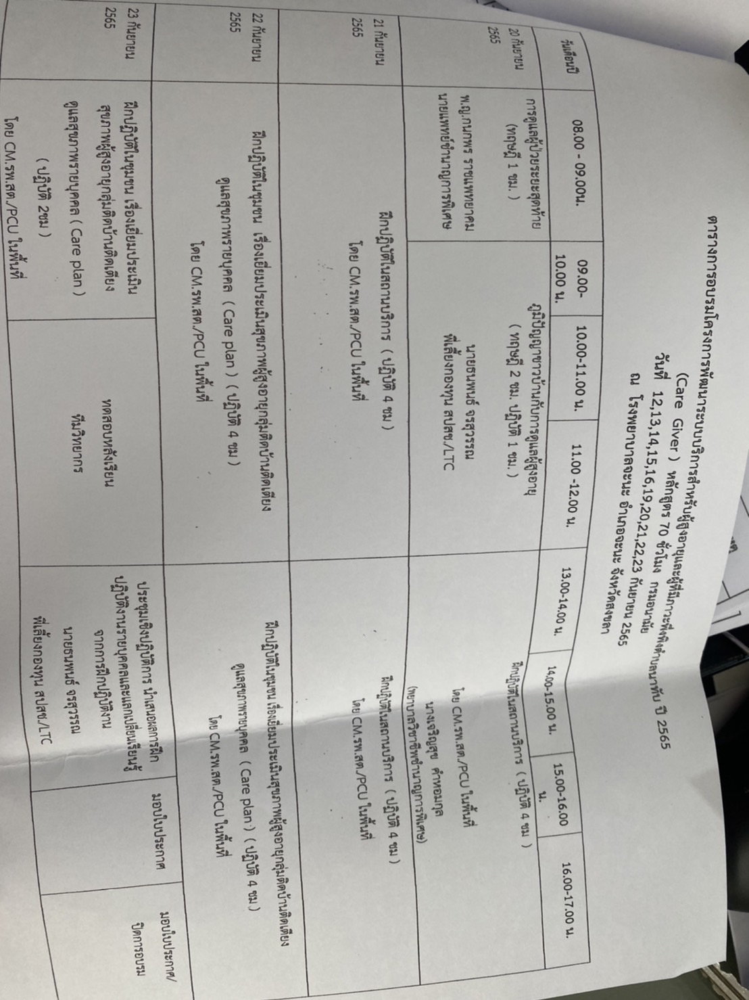 ตารางการอบรมโครงการพัฒนาระบบบริการสำหรับผู้สูงอายุและผู้ที่มีภาวะพึ่งพิงตำบลนาทับ ปี 2565
(Care Giver) หลักสูตร 70 ชั่วโมง กรมอนามัย
วันที่ 12,13,14,15,16,19,20,21,22,23 กันยายน 2565
ณ โรงพยาบาลจะนะ อำเภอจะนะ จังหวัดสงขลา
วันเดือนปี
08.00 - 09.00น.
09.00-
10.00 น.
10.00-11.00 น.
11.00 -12.00 น.
13.00-14.00 น.
14.00-15.00 น.
15.00-16.00
น.
16.00-17.00 น.
20 กันยายน
2565
การดูแลผู้ป่วยระยะสุดท้าย
(ทฤษฎี 1 ชม. )
พ.ญ.กนกพร ราชแพทยาคม
นายแพทย์ชำนาญการพิเศษ
ภูมิปัญญาชาวบ้านกับการดูแลผู้สูงอายุ
( ทฤษฎี 2 ชม. ปฏิบัติ 1 ชม. )
นายธนพนธ์ จรสุวรรณ
พี่เลี้ยงกองทุน สปสช./LTC
ฝึกปฏิบัติในสถานบริการ ( ปฏิบัติ 4 ชม )
โดย CM.รพ.สต./PCU ในพื้นที่
นางเจริญสุข คำหอมกุล
(พยาบาลวิชาชีพชำนาญการพิเศษ)
21 กันยายน
2565
ฝึกปฏิบัติในสถานบริการ ( ปฏิบัติ 4 ชม )
โดย CM.รพ.สต./PCU ในพื้นที่
ฝึกปฏิบัติในสถานบริการ ( ปฏิบัติ 4 ชม )
โดย CM.รพ.สต./PCU ในพื้นที่
22 กันยายน
2565
ฝึกปฏิบัติในชุมชน เรื่องเยี่ยมประเมินสุขภาพผู้สูงอายุกลุ่มติดบ้านติดเตียง
ดูแลสุขภาพรายบุคคล ( Care plan ) ( ปฏิบัติ 4 ชม )
โดย CM.รพ.สต./PCU ในพื้นที่
ฝึกปฏิบัติในชุมชน เรื่องเยี่ยมประเมินสุขภาพผู้สูงอายุกลุ่มติดบ้านติดเตียง
ดูแลสุขภาพรายบุคคล ( Care plan ) ( ปฏิบัติ 4 ชม )
โดย CM.รพ.สต./PCU ในพื้นที่
23 กันยายน
2565
ฝึกปฏิบัติในชุมชน เรื่องเยี่ยมประเมิน
สุขภาพผู้สูงอายุกลุ่มติดบ้านติดเตียง
ดูแลสุขภาพรายบุคคล ( Care plan )
( ปฏิบัติ 2ชม )
โดย CM.รพ.สต./PCU ในพื้นที่
ทดสอบหลังเรียน
ทีมวิทยากร
ประชุมเชิงปฏิบัติการ นำเสนอผลการฝึก
ปฏิบัติงานรายบุคคลและแลกเปลี่ยนเรียนรู้
จากการฝึกปฏิบัติงาน
นายธนพนธ์ จรสุวรรณ
พี่เลี้ยงกองทุน สปสช./LTC
มอบใบประกาศ
มอบใบประกาศ/
ปิดการอบรม